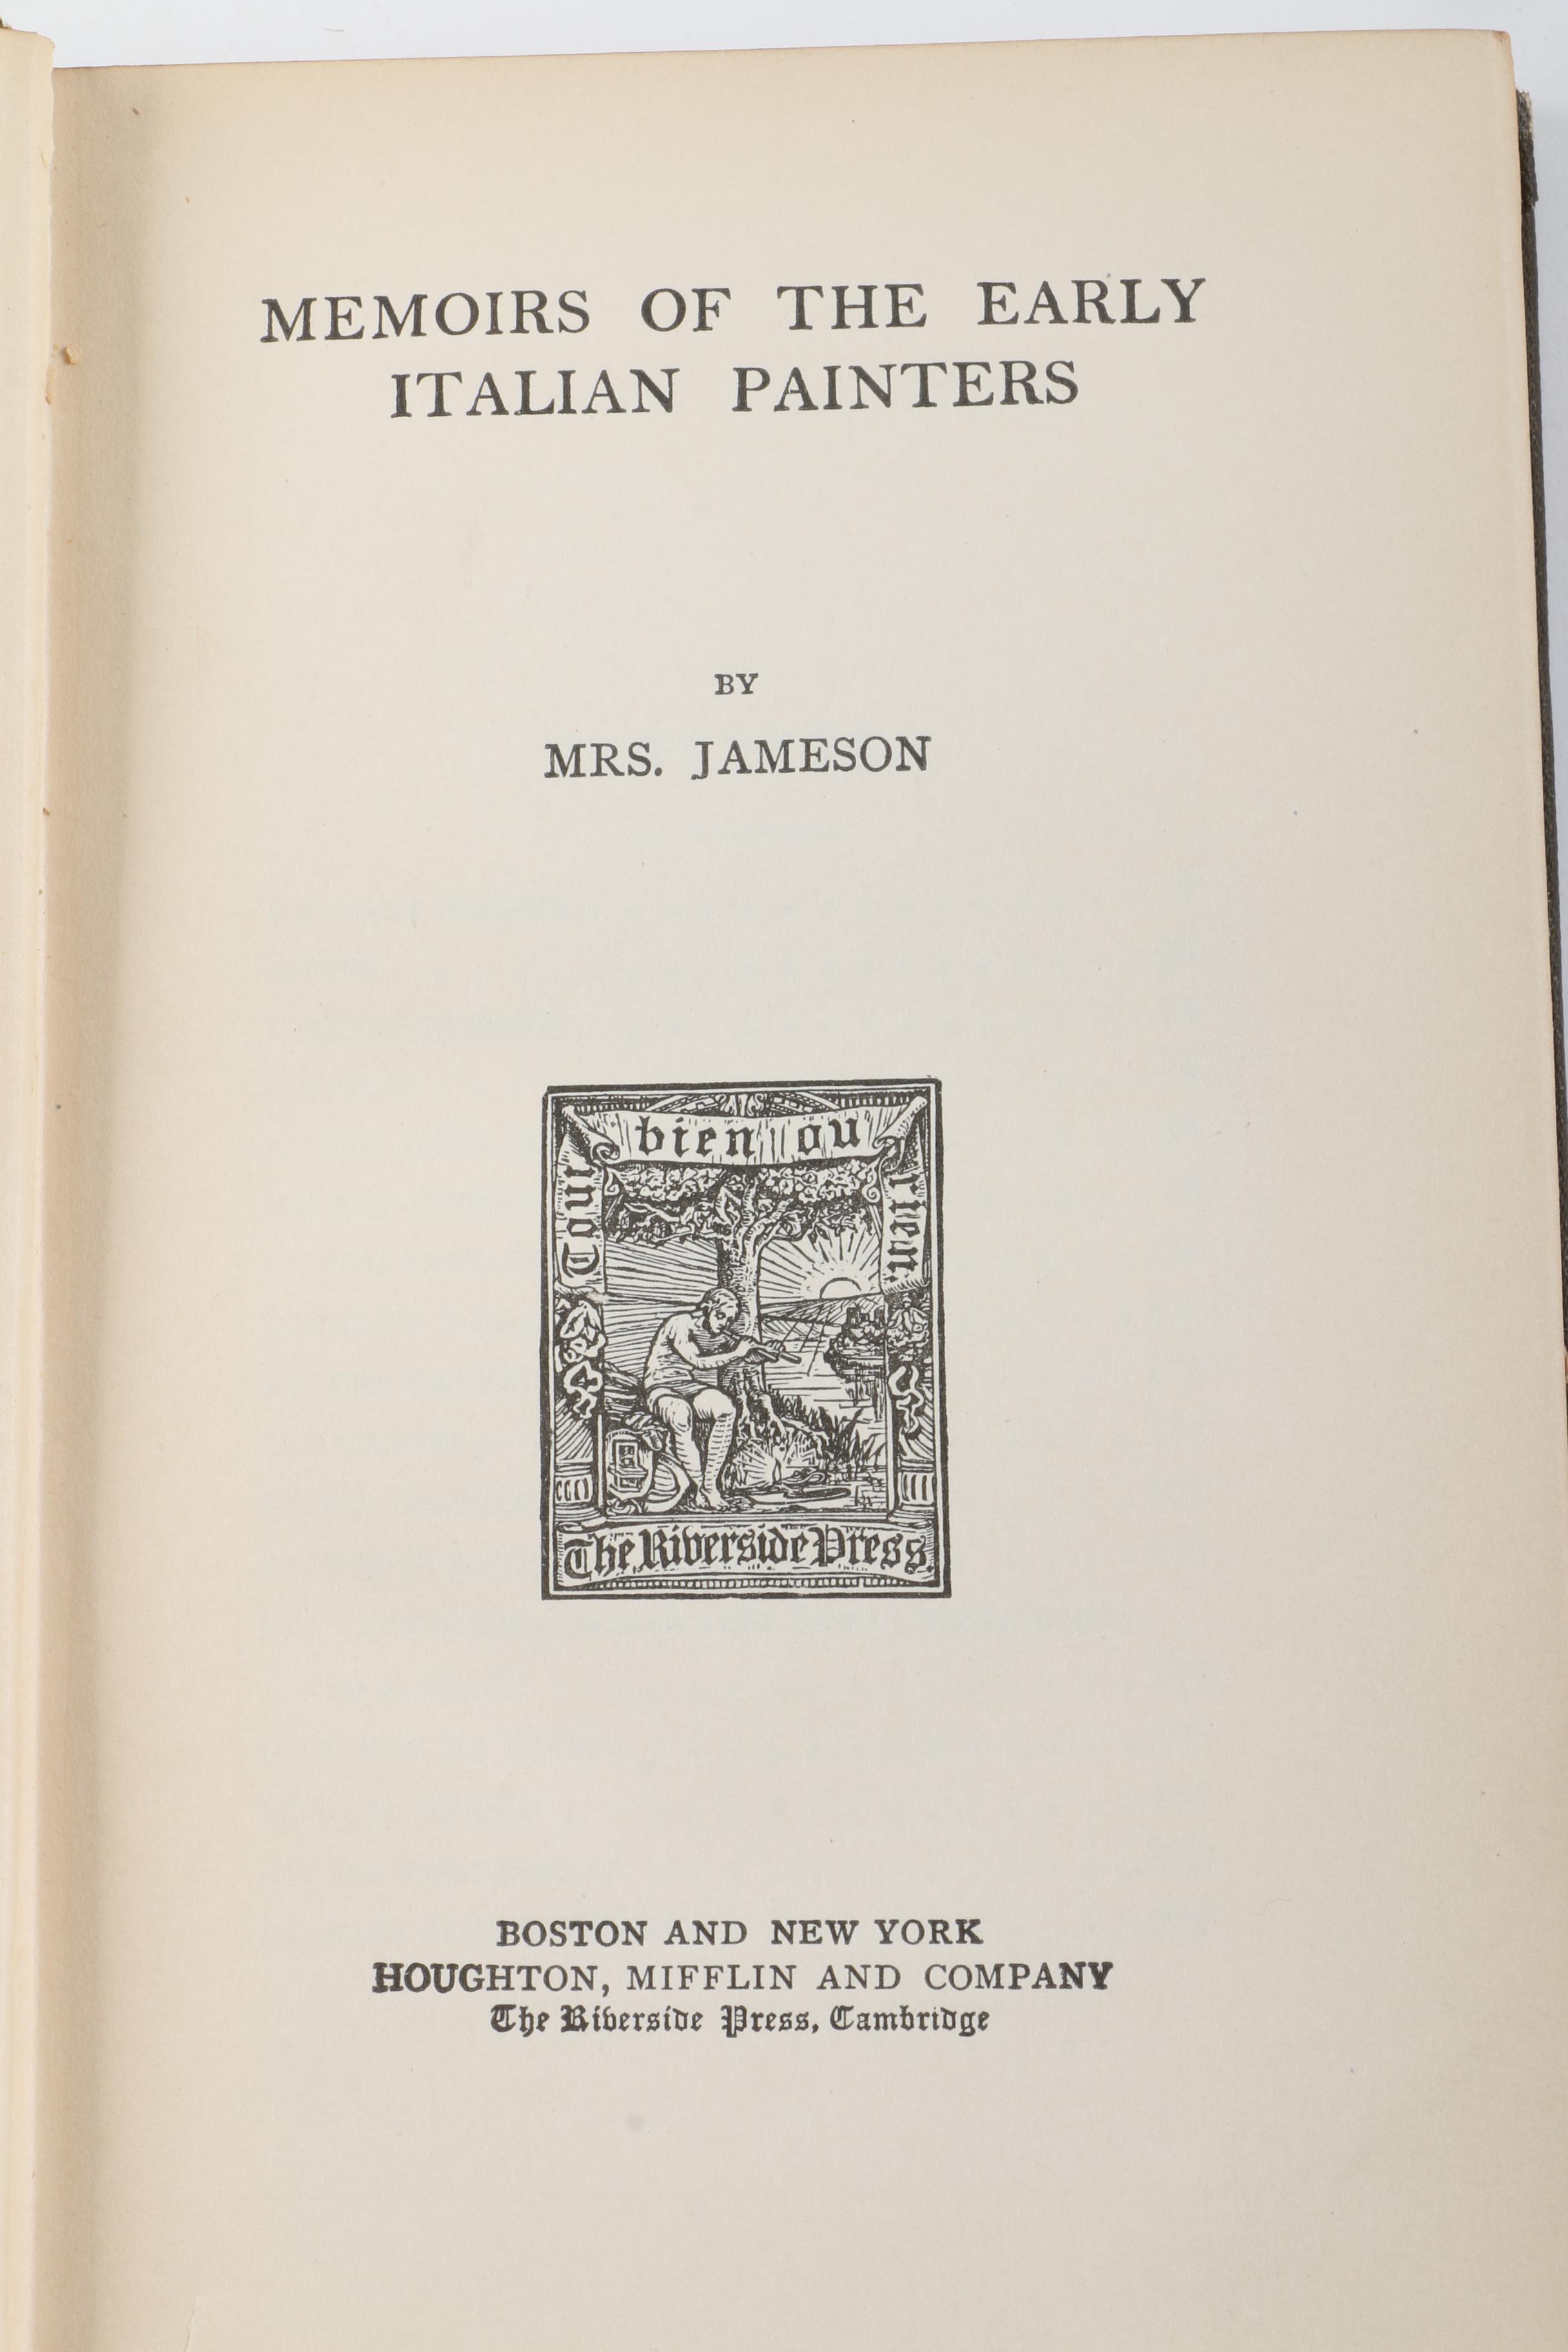 MEMOIRS OF THE EARLY
ITALIAN PAINTERS
BY
MRS. JAMESON
Tout
bien ou
rien.
The Riverside Press.
BOSTON AND NEW YORK
HOUGHTON, MIFFLIN AND COMPANY
The Riverside Press, Cambridge